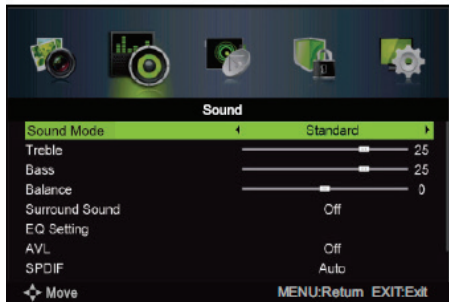 Sound
Sound Mode Standard
Treble 25
Bass 25
Balance 0
Surround Sound Off
EQ Setting
AVL Off
SPDIF Auto
Move MENU:Return EXIT:Exit